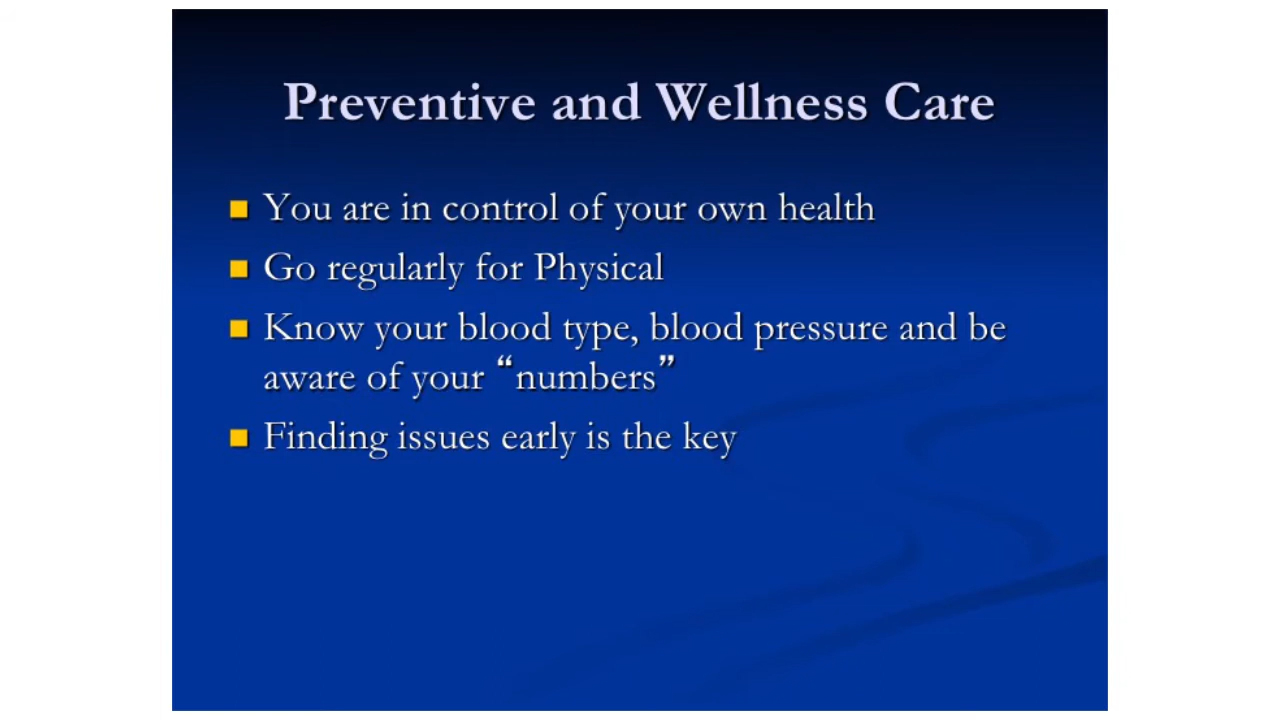 Preventive and Wellness Care
You are in control of your own health
Go regularly for Physical
Know your blood type, blood pressure and be
aware of your “numbers”
Finding issues early is the key